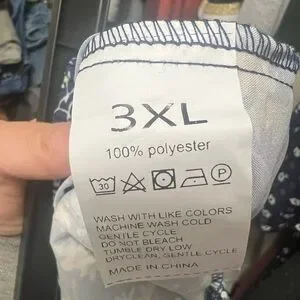 3XL
100% polyester
30 P
WASH WITH LIKE COLORS
MACHINE WASH COLD
GENTLE CYCLE
DO NOT BLEACH
TUMBLE DRY LOW
DRYCLEAN, GENTLE CYCLE
MADE IN CHINA